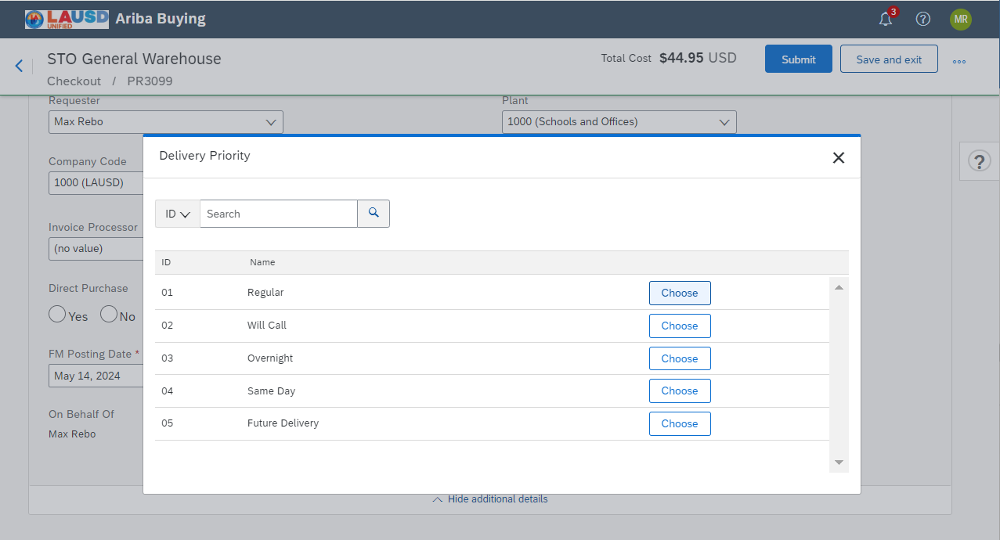 LAUSD
UNIFIED
Ariba Buying
3
MR
STO General Warehouse
Checkout / PR3099
Total Cost $44.95 USD
Submit
Save and exit
Requester
Max Rebo
Plant
1000 (Schools and Offices)
Company Code
1000 (LAUSD)
Invoice Processor
(no value)
Direct Purchase
Yes No
FM Posting Date *
May 14, 2024
On Behalf Of
Max Rebo
?
Delivery Priority
ID Search
ID Name
01 Regular Choose
02 Will Call Choose
03 Overnight Choose
04 Same Day Choose
05 Future Delivery Choose
Hide additional details